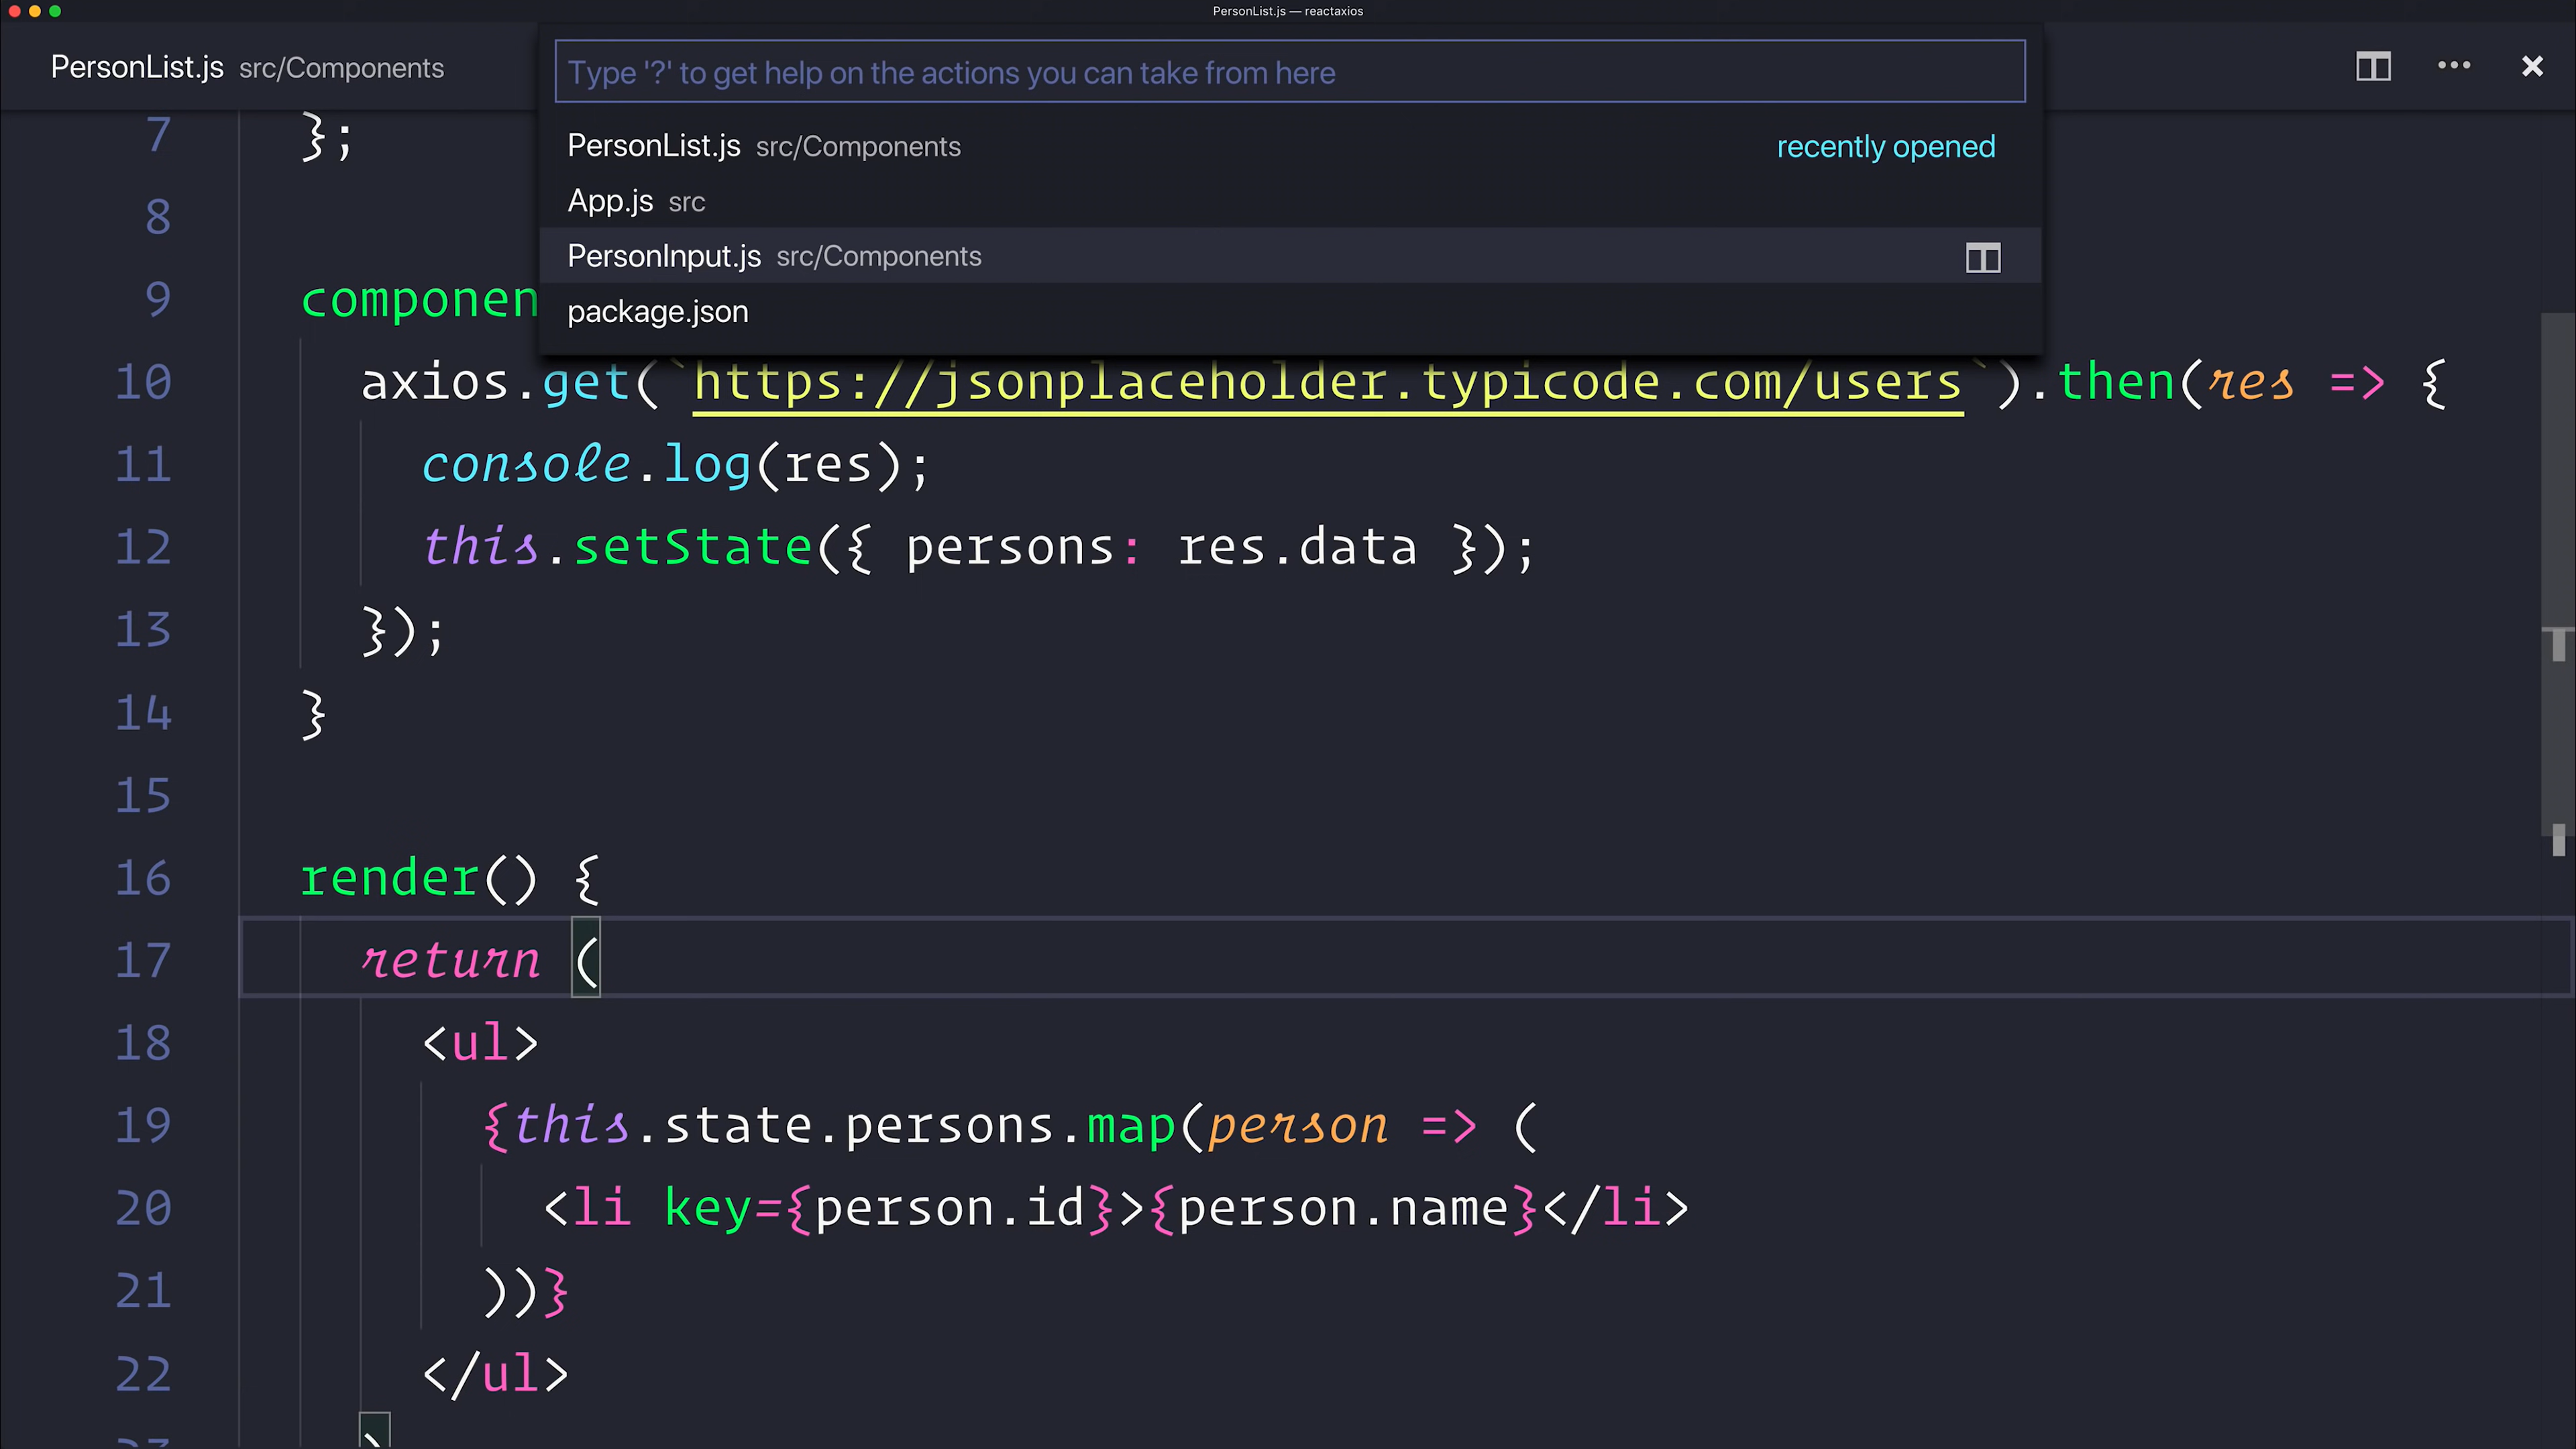 PersonList.js — reactaxios
PersonList.js src/Components
Type '?' to get help on the actions you can take from here
PersonList.js src/Components recently opened
App.js src
PersonInput.js src/Components
package.json
7 };
8
9 componen
10 axios.get(`https://jsonplaceholder.typicode.com/users`).then(res => {
11 console.log(res);
12 this.setState({ persons: res.data });
13 });
14 }
15
16 render() {
17 return (
18 <ul>
19 {this.state.persons.map(person => (
20 <li key={person.id}>{person.name}</li>
21 ))}
22 </ul>